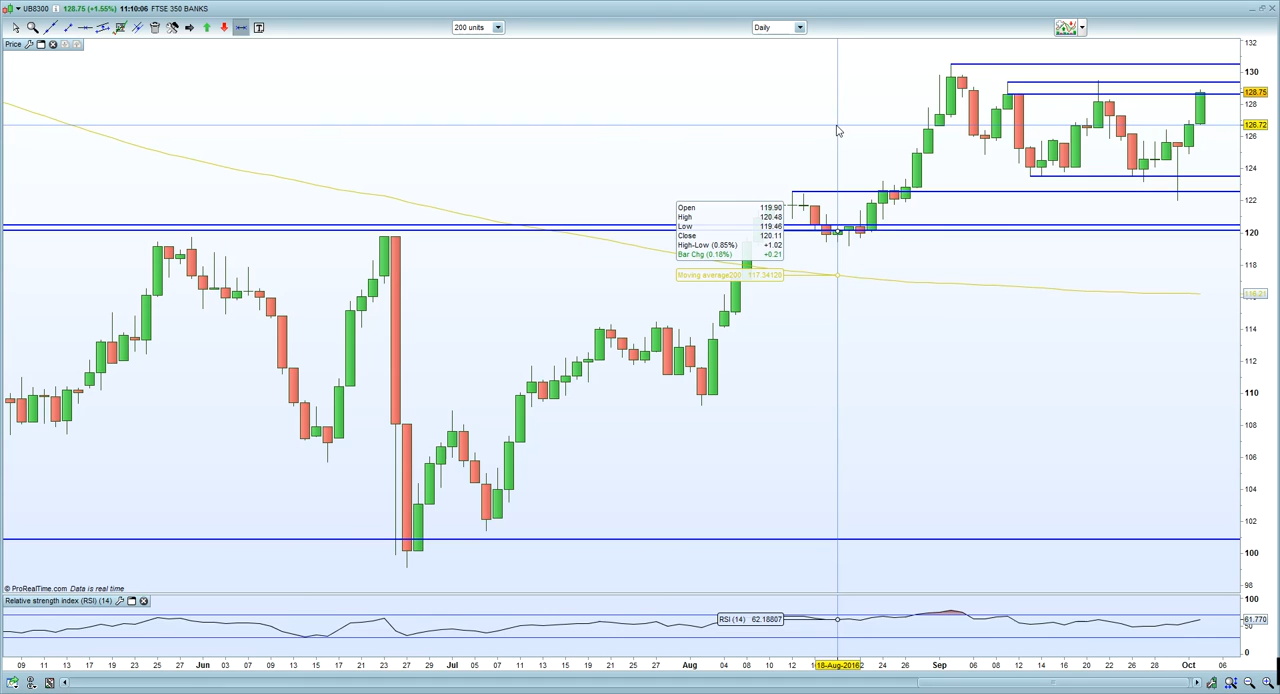 UB8300 128.75 (+1.55%) 11:10:06 FTSE 350 BANKS
200 units
Daily
Price
132
130
128.75
128
126.72
126
124
122
120
118
116.21
114
112
110
108
106
104
102
100
98
Open 119.90
High 120.48
Low 119.46
Close 120.11
High-Low (0.85%) +1.02
Bar Chg (0.18%) +0.21
Moving average200 117.34120
© ProRealTime.com Data is real time
Relative strength index (RSI) (14)
RSI (14) 62.18807
100
61.770
50
0
09 11 13 17 19 23 25 27 Jun 03 07 09 13 15 17 21 23 27 29 Jul 05 07 11 13 15 19 21 25 27 Aug 04 08 10 12 18-Aug-2016 24 26 Sep 06 08 12 14 16 20 22 26 28 Oct 06